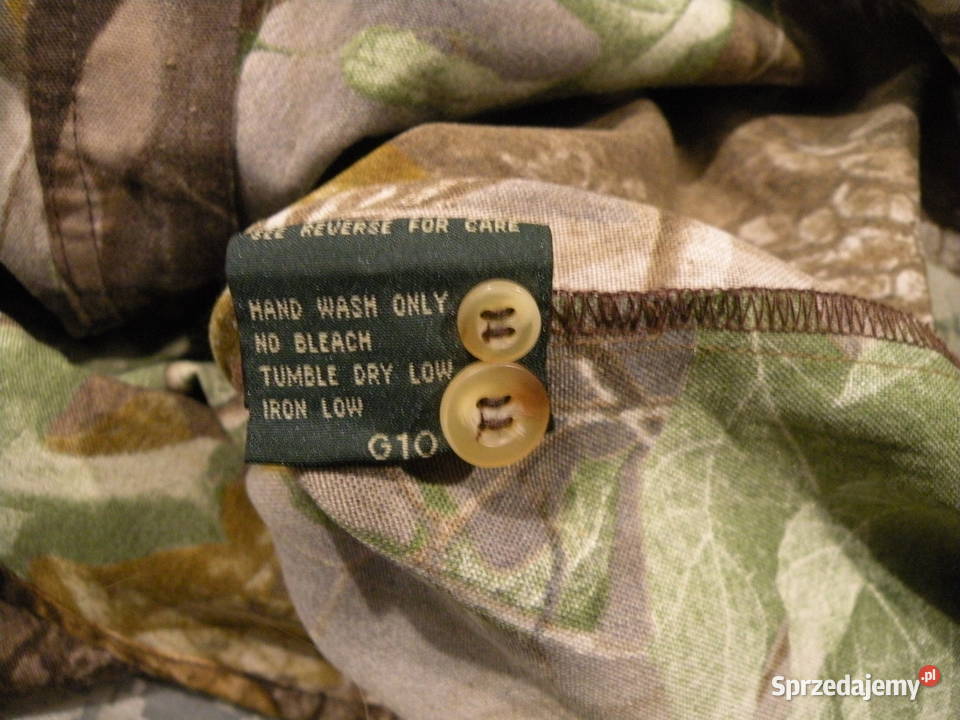 SEE REVERSE FOR CARE
HAND WASH ONLY
NO BLEACH
TUMBLE DRY LOW
IRON LOW
G10
Sprzedajemy.pl